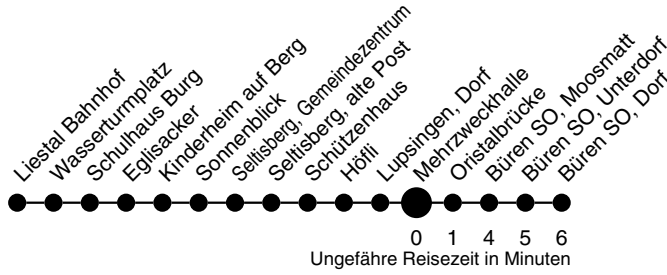 Liestal Bahnhof
Wasserturmplatz
Schulhaus Burg
Eglisacker
Kinderheim auf Berg
Sonnenblick
Seltisberg, Gemeindezentrum
Seltisberg, alte Post
Schützenhaus
Höfli
Lupsingen, Dorf
Mehrzweckhalle
Oristalbrücke
Büren SO, Moosmatt
Büren SO, Unterdorf
Büren SO, Dorf
0 1 4 5 6
Ungefähre Reisezeit in Minuten